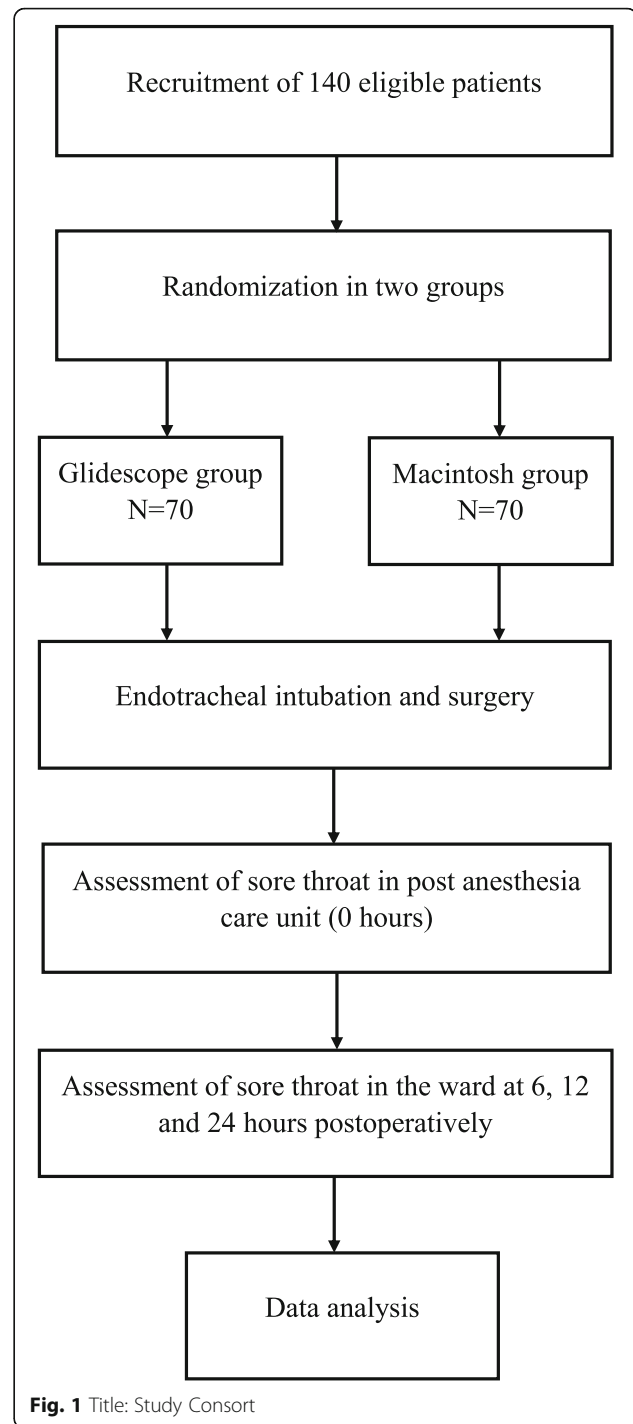 Recruitment of 140 eligible patients
Randomization in two groups
Glidescope group
N=70
Macintosh group
N=70
Endotracheal intubation and surgery
Assessment of sore throat in post anesthesia
care unit (0 hours)
Assessment of sore throat in the ward at 6, 12
and 24 hours postoperatively
Data analysis
Fig. 1 Title: Study Consort